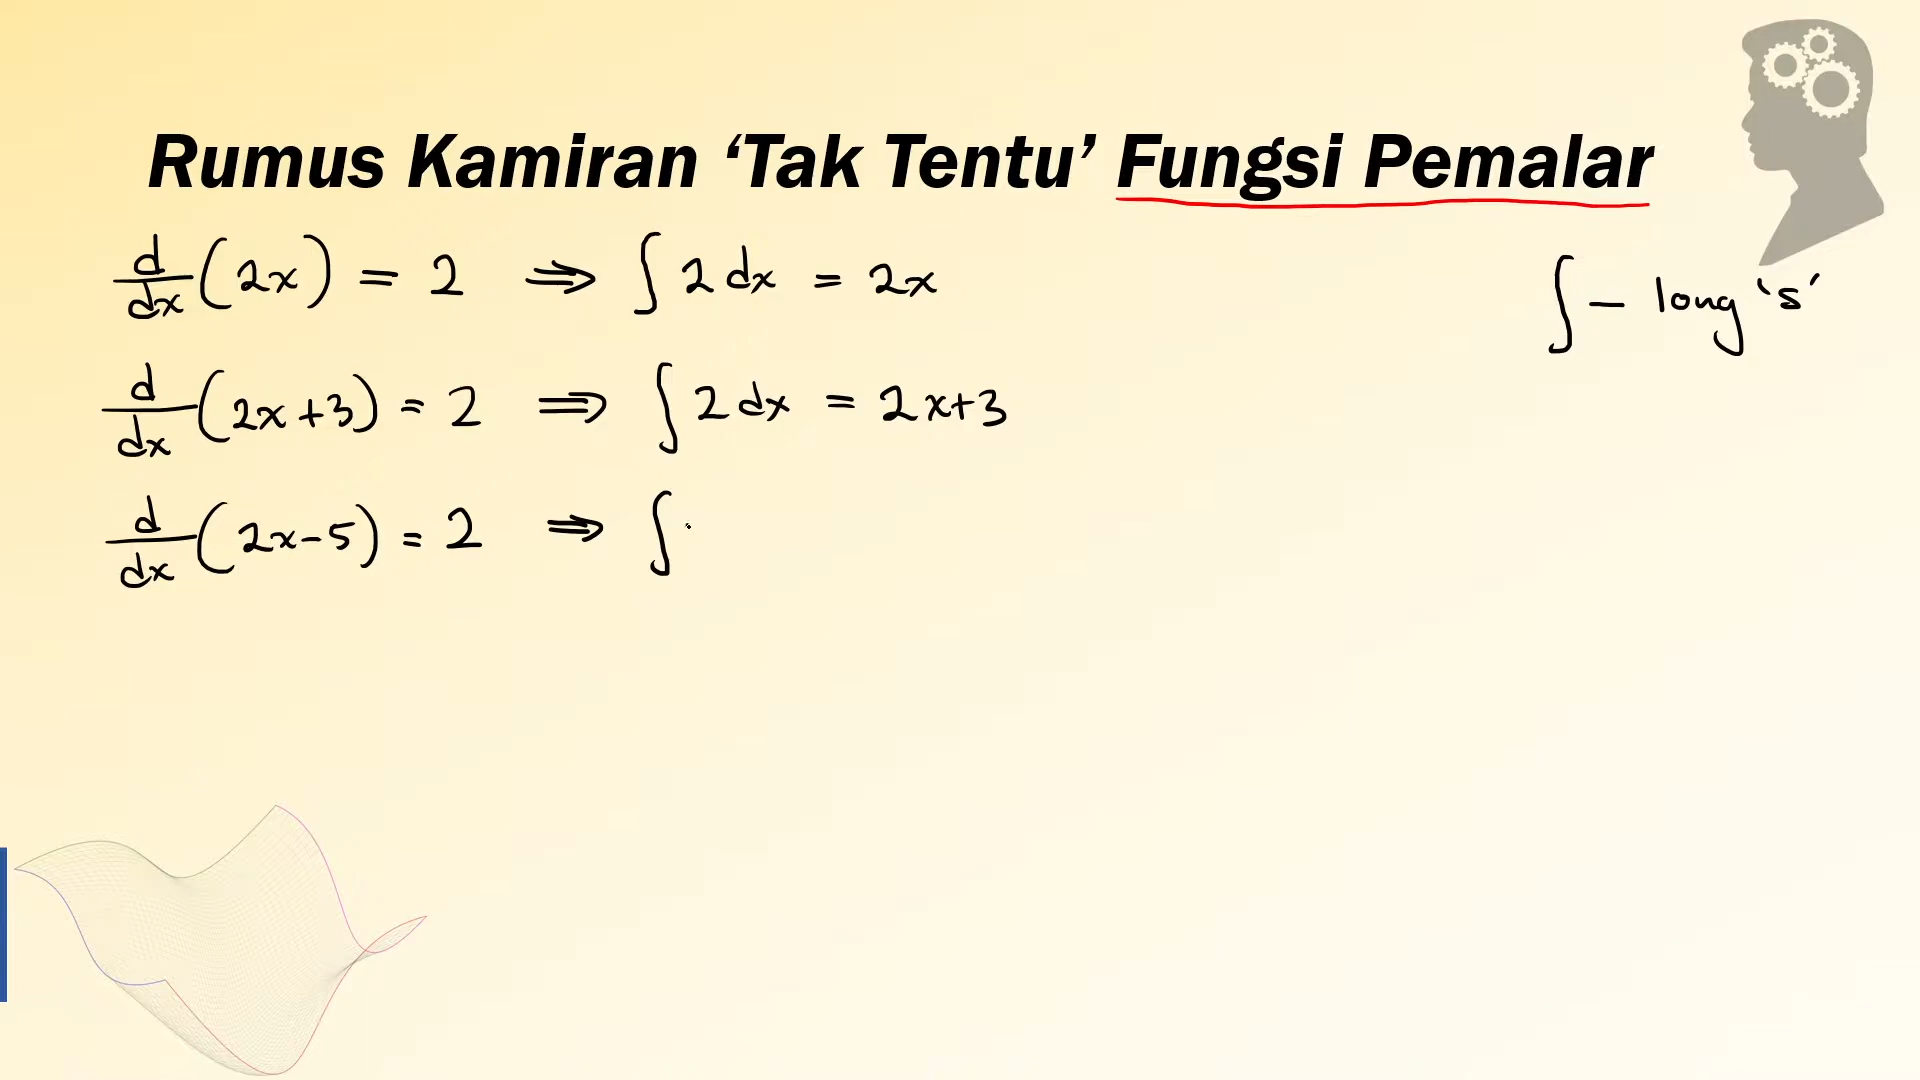 Rumus Kamiran ‘Tak Tentu’ Fungsi Pemalar
d/dx (2x) = 2 ⇒ ∫ 2 dx = 2x
∫ — long ‘s’
d/dx (2x+3) = 2 ⇒ ∫ 2 dx = 2x+3
d/dx (2x-5) = 2 ⇒ ∫